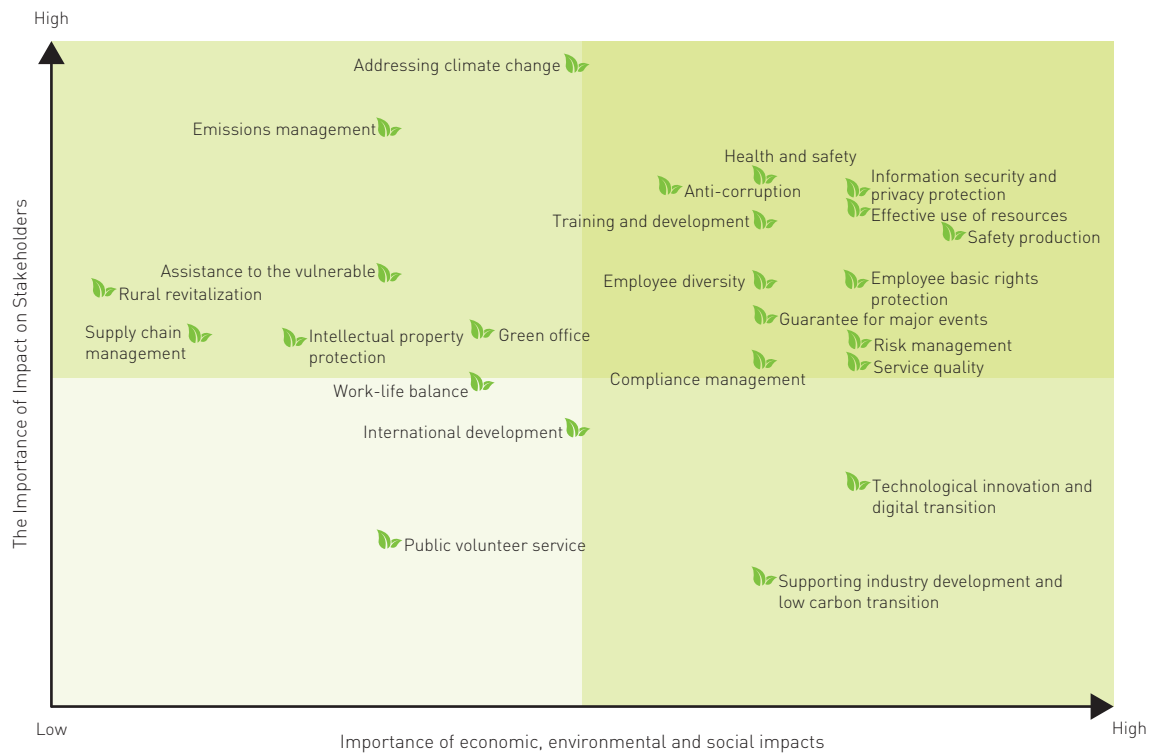 High
Addressing climate change
Emissions management
Health and safety
Information security and
privacy protection
Anti-corruption
Effective use of resources
Training and development
Safety production
Assistance to the vulnerable
Rural revitalization
Employee diversity
Employee basic rights
protection
Guarantee for major events
Supply chain
management
Intellectual property
protection
Green office
Risk management
Service quality
Compliance management
Work-life balance
International development
Technological innovation and
digital transition
Public volunteer service
Supporting industry development and
low carbon transition
The Importance of Impact on Stakeholders
Low
High
Importance of economic, environmental and social impacts